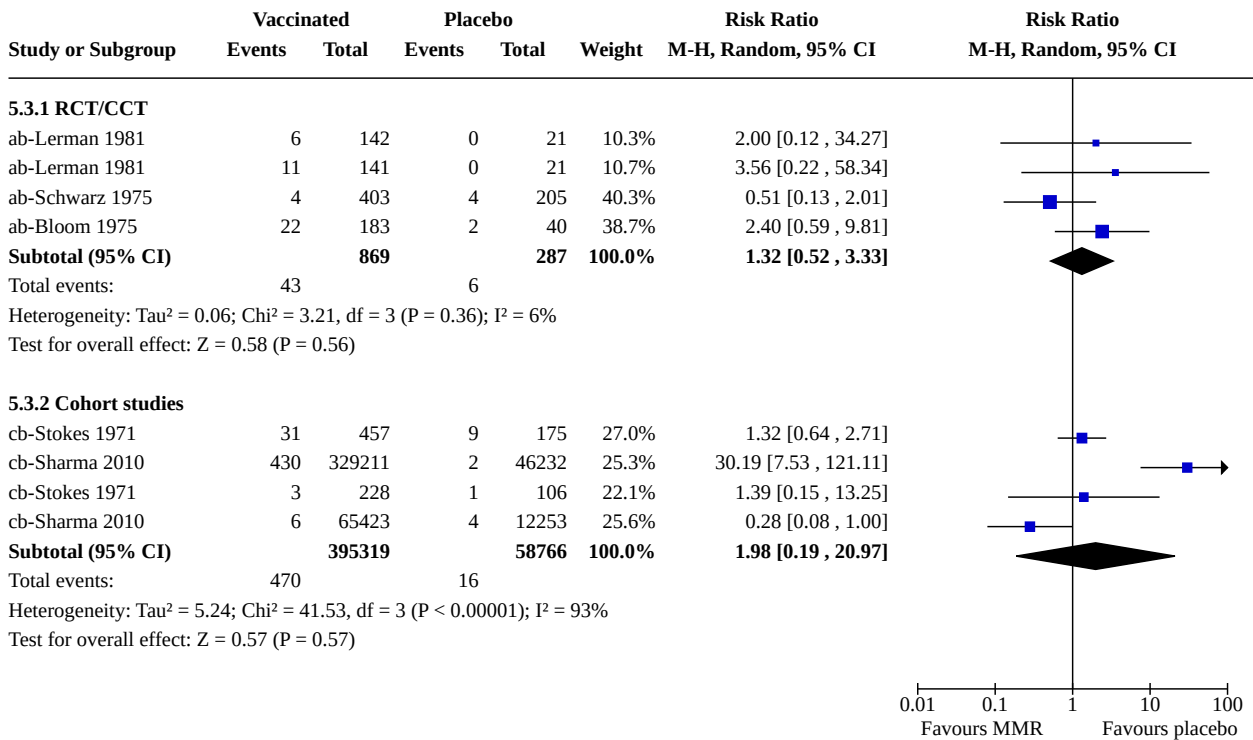 Vaccinated Placebo Risk Ratio Risk Ratio
Study or Subgroup Events Total Events Total Weight M-H, Random, 95% CI M-H, Random, 95% CI
5.3.1 RCT/CCT
ab-Lerman 1981 6 142 0 21 10.3% 2.00 [0.12 , 34.27]
ab-Lerman 1981 11 141 0 21 10.7% 3.56 [0.22 , 58.34]
ab-Schwarz 1975 4 403 4 205 40.3% 0.51 [0.13 , 2.01]
ab-Bloom 1975 22 183 2 40 38.7% 2.40 [0.59 , 9.81]
Subtotal (95% CI) 869 287 100.0% 1.32 [0.52 , 3.33]
Total events: 43 6
Heterogeneity: Tau² = 0.06; Chi² = 3.21, df = 3 (P = 0.36); I² = 6%
Test for overall effect: Z = 0.58 (P = 0.56)
5.3.2 Cohort studies
cb-Stokes 1971 31 457 9 175 27.0% 1.32 [0.64 , 2.71]
cb-Sharma 2010 430 329211 2 46232 25.3% 30.19 [7.53 , 121.11]
cb-Stokes 1971 3 228 1 106 22.1% 1.39 [0.15 , 13.25]
cb-Sharma 2010 6 65423 4 12253 25.6% 0.28 [0.08 , 1.00]
Subtotal (95% CI) 395319 58766 100.0% 1.98 [0.19 , 20.97]
Total events: 470 16
Heterogeneity: Tau² = 5.24; Chi² = 41.53, df = 3 (P < 0.00001); I² = 93%
Test for overall effect: Z = 0.57 (P = 0.57)
0.01 0.1 1 10 100
Favours MMR Favours placebo